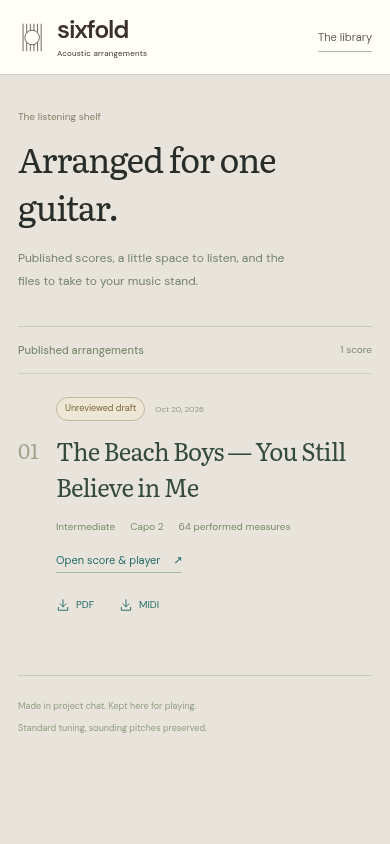 sixfold
Acoustic arrangements
The library
The listening shelf
Arranged for one
guitar.
Published scores, a little space to listen, and the
files to take to your music stand.
Published arrangements
1 score
Unreviewed draft
Oct 20, 2026
01
The Beach Boys — You Still
Believe in Me
Intermediate
Capo 2
64 performed measures
Open score & player ↗
PDF
MIDI
Made in project chat. Kept here for playing.
Standard tuning, sounding pitches preserved.